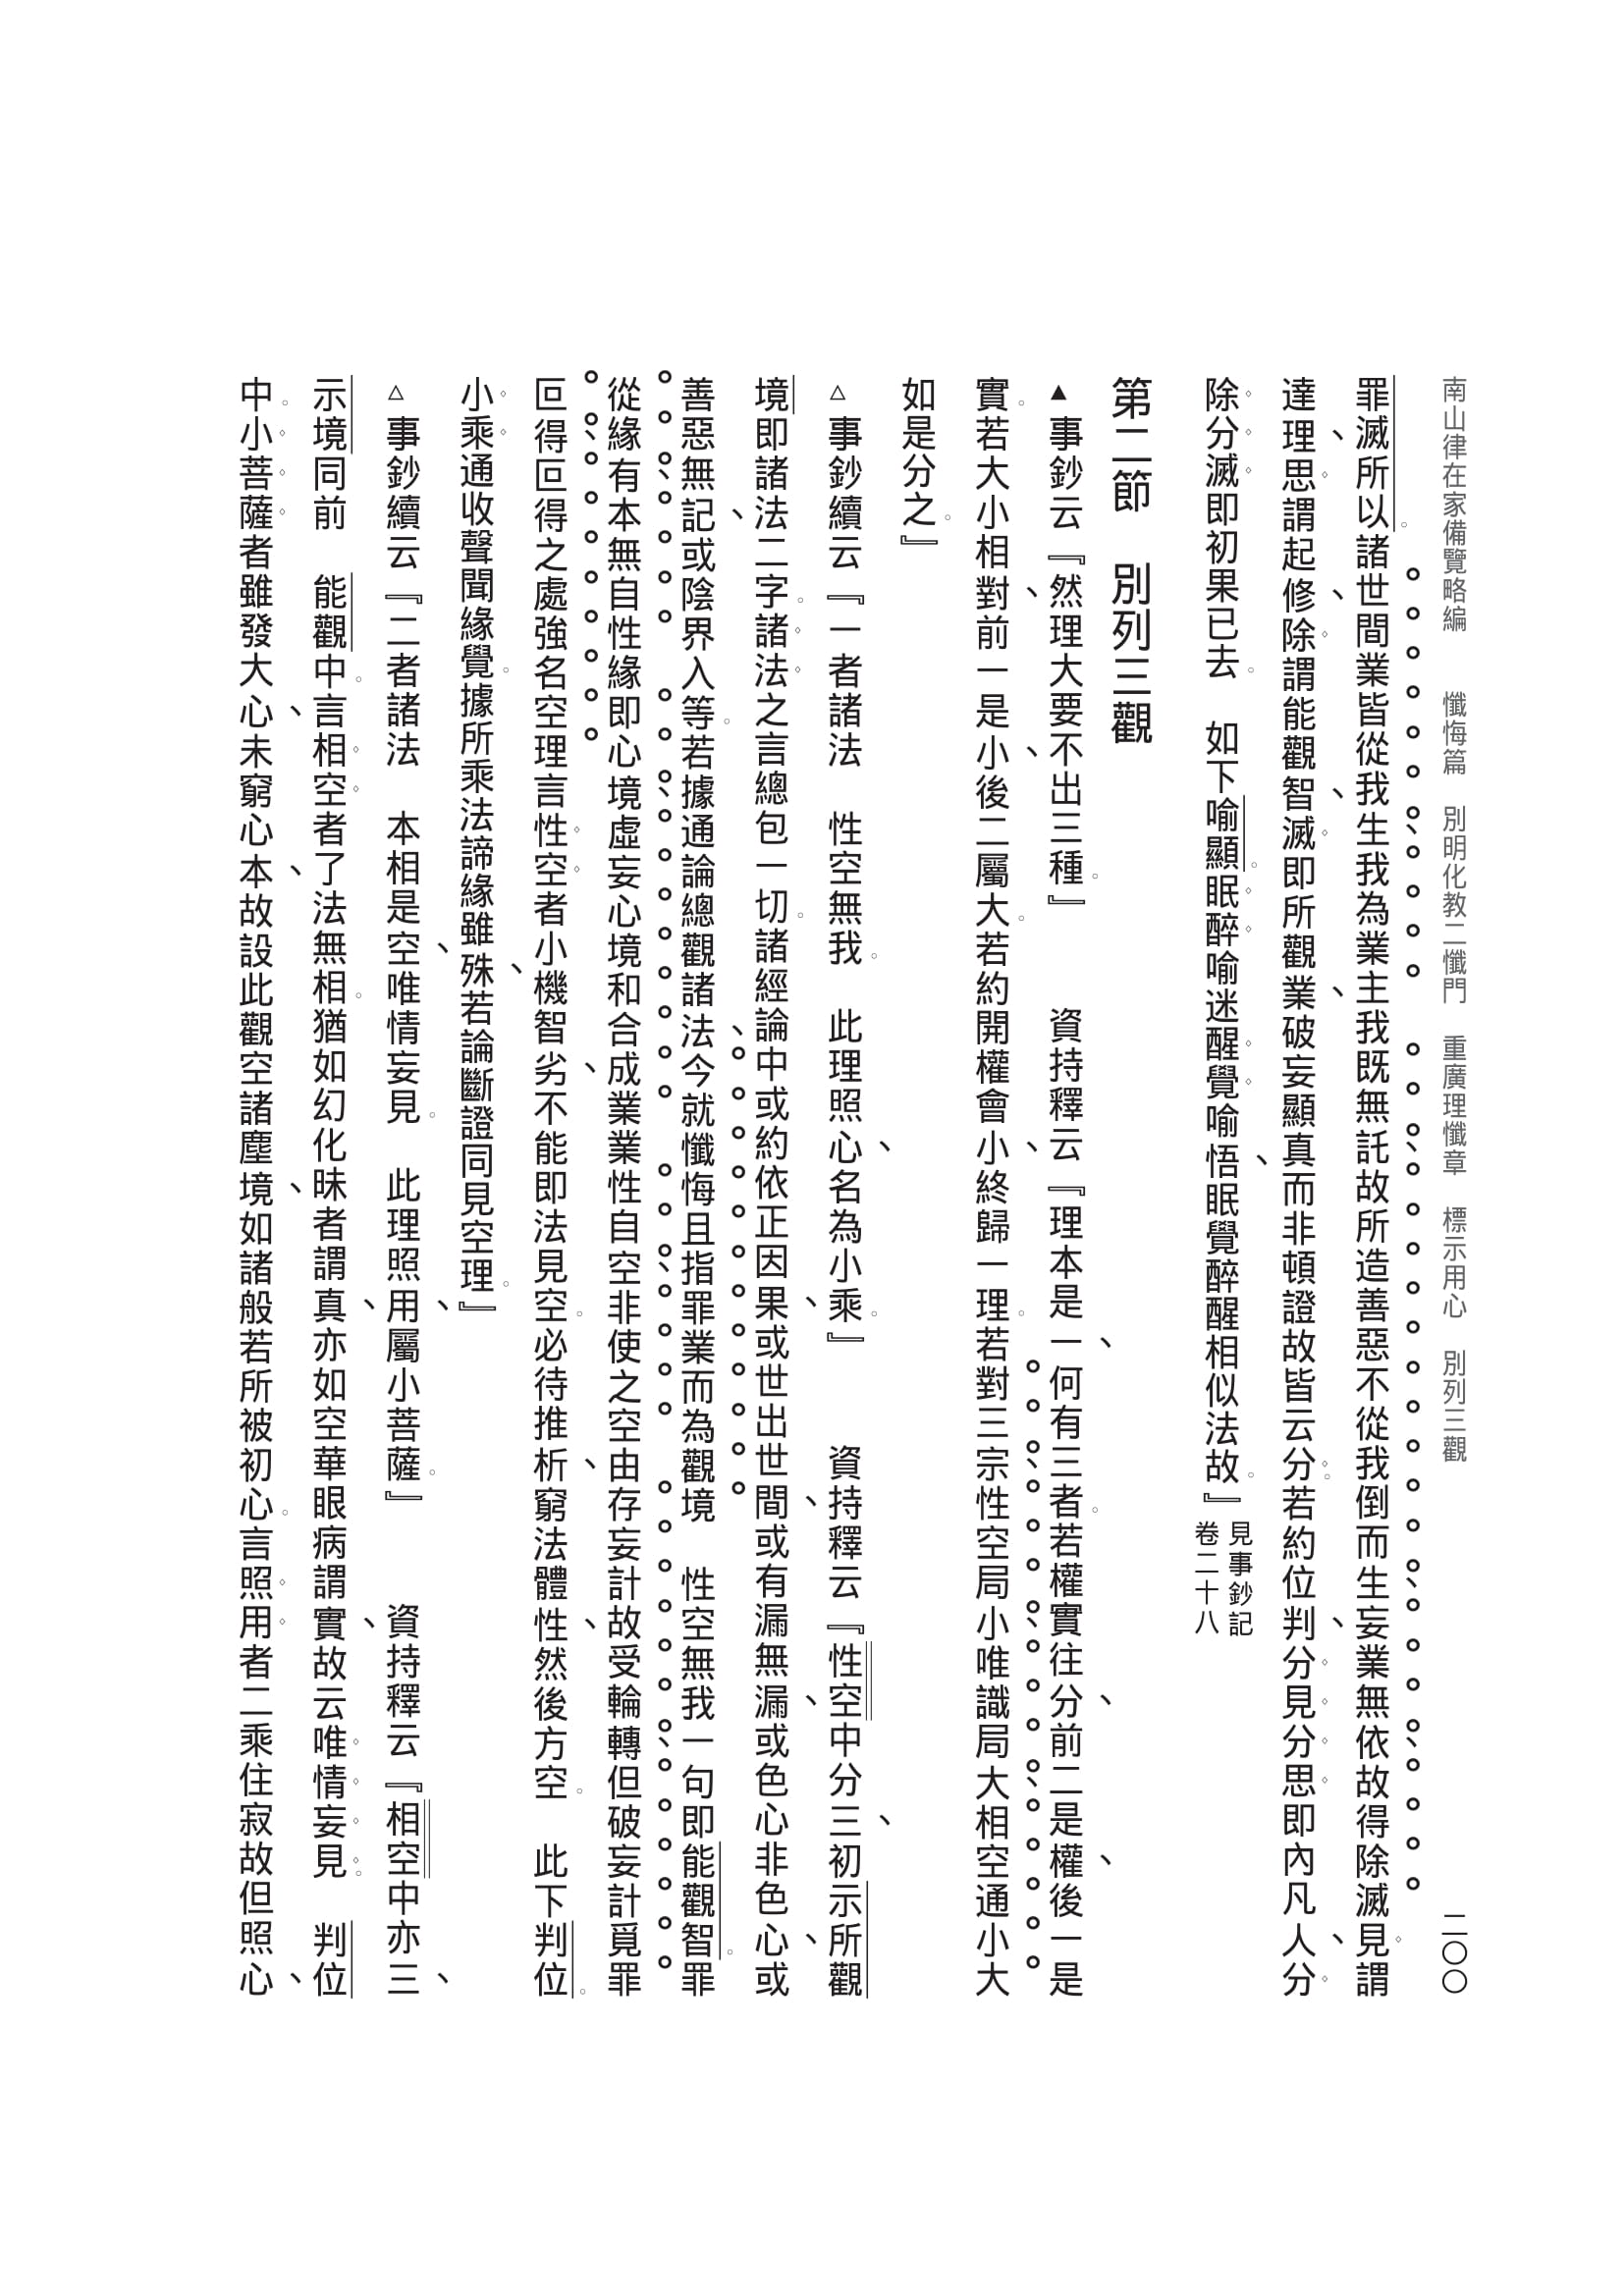 南山律在家備覽略編　懺悔篇　別明化教二懺門　重廣理懺章　標示用心　別列三觀　二〇〇
罪滅所以。諸世間業皆從我生我為業主我既無託故所造善惡不從我倒而生妄業無依故得除滅見謂
達理、思謂起修、除謂能觀智、滅即所觀業、破妄顯真而非頓證故皆云分。若約位判、分見分思即內凡人、分
除分滅即初果已去。　如下喻顯。眠醉喻迷醒覺喻悟、眠覺醉醒相似法故。』見事鈔記卷二十八
第二節　別列三觀
▲事鈔云『然理大要不出三種。』　　資持釋云『理本是一、何有三者。若權實往分、前二是權、後一是
實。若大小相對、前一是小、後二屬大。若約開權會小、終歸一理。若對三宗性空局小、唯識局大、相空通小大
如是分之。』
△事鈔續云『一者諸法　性空無我。　此理照心、名為小乘。』　　資持釋云『性空中分三、初示所觀
境即諸法二字。諸法之言總包一切。諸經論中或約依正因果、或世出世間、或有漏無漏、或色心非色心、或
善惡無記、或陰界入等。若據通論總觀諸法、今就懺悔且指罪業而為觀境　性空無我一句即能觀智。罪
從緣有、本無自性緣即心境、虛妄心境和合成業業性自空、非使之空由存妄計故受輪轉、但破妄計覓罪
叵得、叵得之處強名空理言性空者小機智劣、不能即法見空。必待推析、窮法體性、然後方空。　此下判位。
小乘通收聲聞緣覺。據所乘法諦緣雖殊、若論斷證同見空理。』
△事鈔續云『二者諸法　本相是空、唯情妄見。　此理照用、屬小菩薩。』　　資持釋云『相空中亦三、
示境同前　能觀中。言相空者了法無相。猶如幻化昧者謂真、亦如空華眼病謂實、故云唯情妄見。　判位
中。小菩薩者雖發大心、未窮心本、故設此觀空諸塵境、如諸般若所被初心。言照用者二乘住寂故但照心、